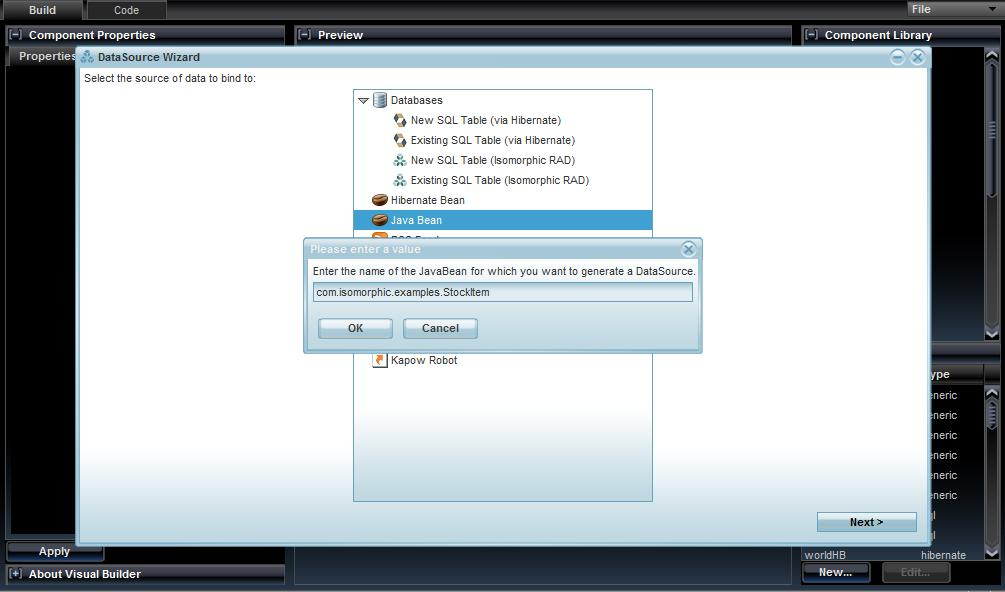 Build
Code
File
[-] Component Properties
[-] Preview
[-] Component Library
Properties
DataSource Wizard
Select the source of data to bind to:
Databases
New SQL Table (via Hibernate)
Existing SQL Table (via Hibernate)
New SQL Table (Isomorphic RAD)
Existing SQL Table (Isomorphic RAD)
Hibernate Bean
Java Bean
Please enter a value
Enter the name of the JavaBean for which you want to generate a DataSource.
com.isomorphic.examples.StockItem
OK
Cancel
Kapow Robot
ype
eneric
eneric
eneric
eneric
eneric
eneric
ql
ql
Next >
worldHB hibernate
Apply
New...
Edit...
[+] About Visual Builder